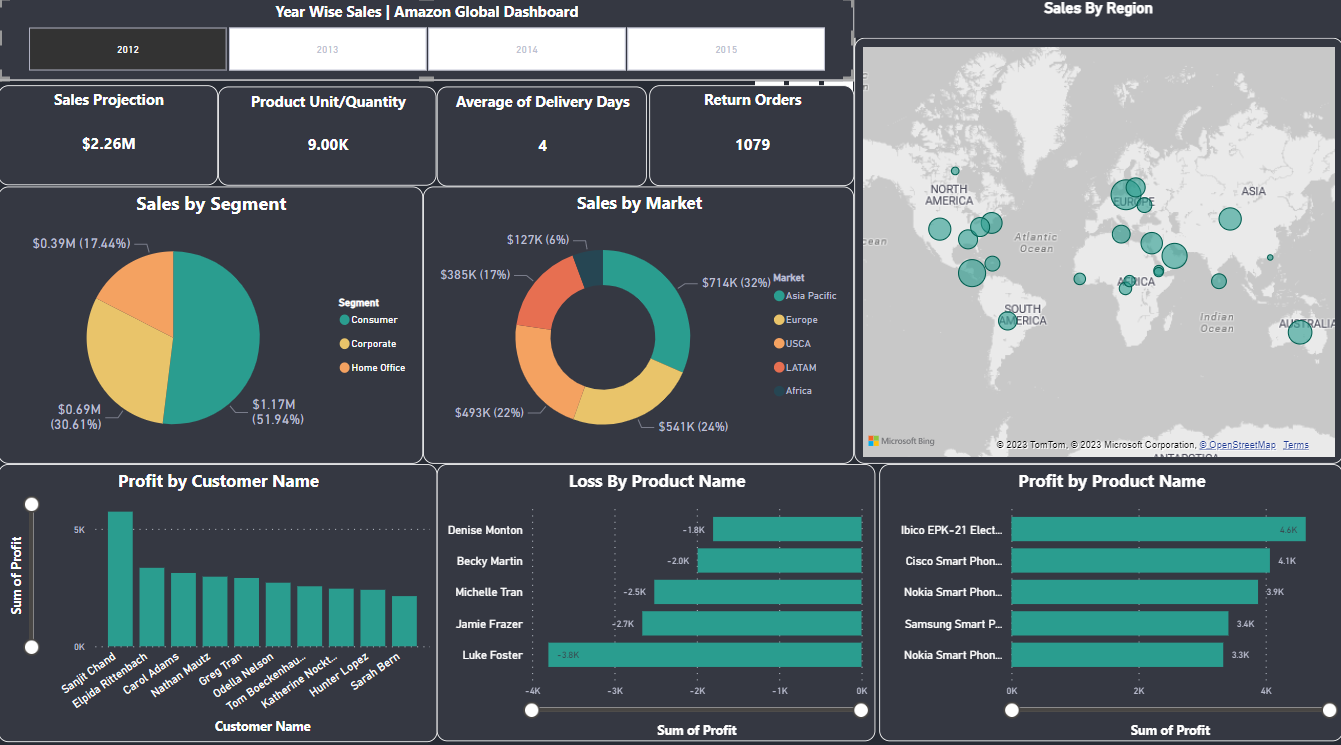 Year Wise Sales | Amazon Global Dashboard
2012
2013
2014
2015
Sales By Region
Sales Projection
$2.26M
Product Unit/Quantity
9.00K
Average of Delivery Days
4
Return Orders
1079
Sales by Segment
$0.39M (17.44%)
$0.69M
(30.61%)
$1.17M
(51.94%)
Segment
Consumer
Corporate
Home Office
Sales by Market
$127K (6%)
$385K (17%)
$714K (32%)
$493K (22%)
$541K (24%)
Market
Asia Pacific
Europe
USCA
LATAM
Africa
NORTH
AMERICA
EUROPE
ASIA
Atlantic
Ocean
cean
AFRICA
SOUTH
AMERICA
Indian
Ocean
AUSTRALIA
Microsoft Bing
© 2023 TomTom, © 2023 Microsoft Corporation, © OpenStreetMap Terms
ANTARCTICA
Profit by Customer Name
Sum of Profit
5K
0K
Sanjit Chand
Elpida Rittenbach
Carol Adams
Nathan Mautz
Greg Tran
Odella Nelson
Tom Boeckenhau...
Katherine Nockt...
Hunter Lopez
Sarah Bern
Customer Name
Loss By Product Name
Denise Monton
-1.8K
Becky Martin
-2.0K
Michelle Tran
-2.5K
Jamie Frazer
-2.7K
Luke Foster
-3.8K
-4K
-3K
-2K
-1K
0K
Sum of Profit
Profit by Product Name
Ibico EPK-21 Elect...
4.6K
Cisco Smart Phon...
4.1K
Nokia Smart Phon...
3.9K
Samsung Smart P...
3.4K
Nokia Smart Phon...
3.3K
0K
2K
4K
Sum of Profit